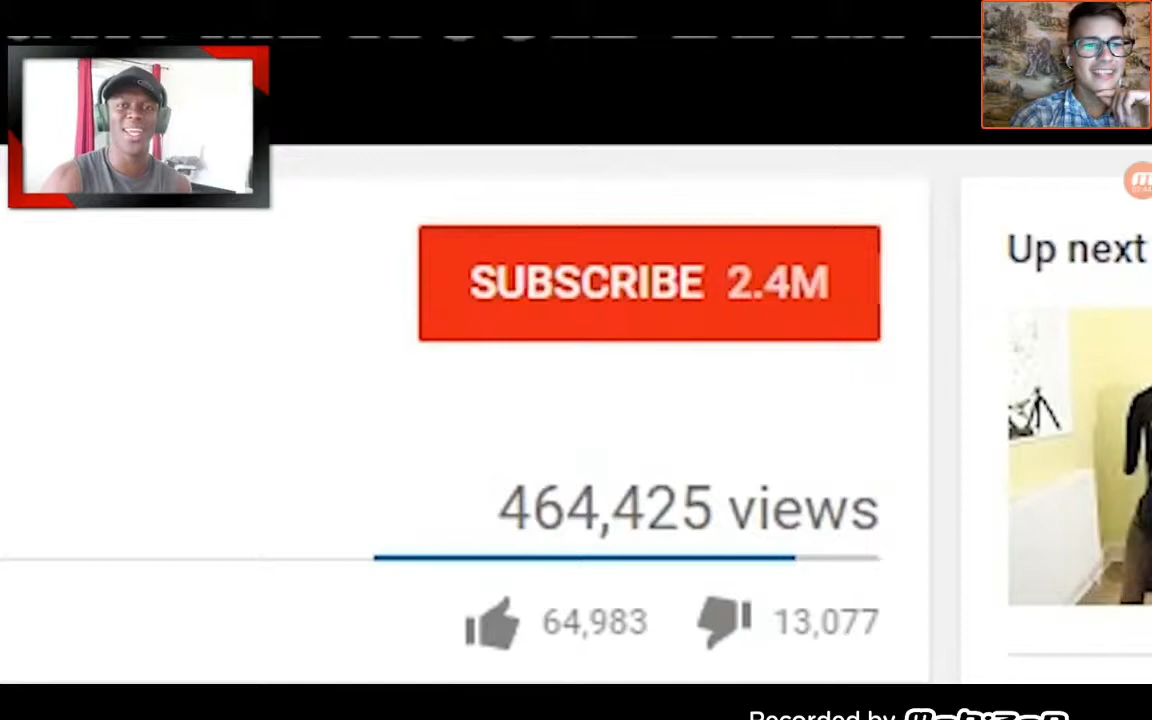 SUBSCRIBE 2.4M
Up next
464,425 views
64,983 13,077
Recorded by